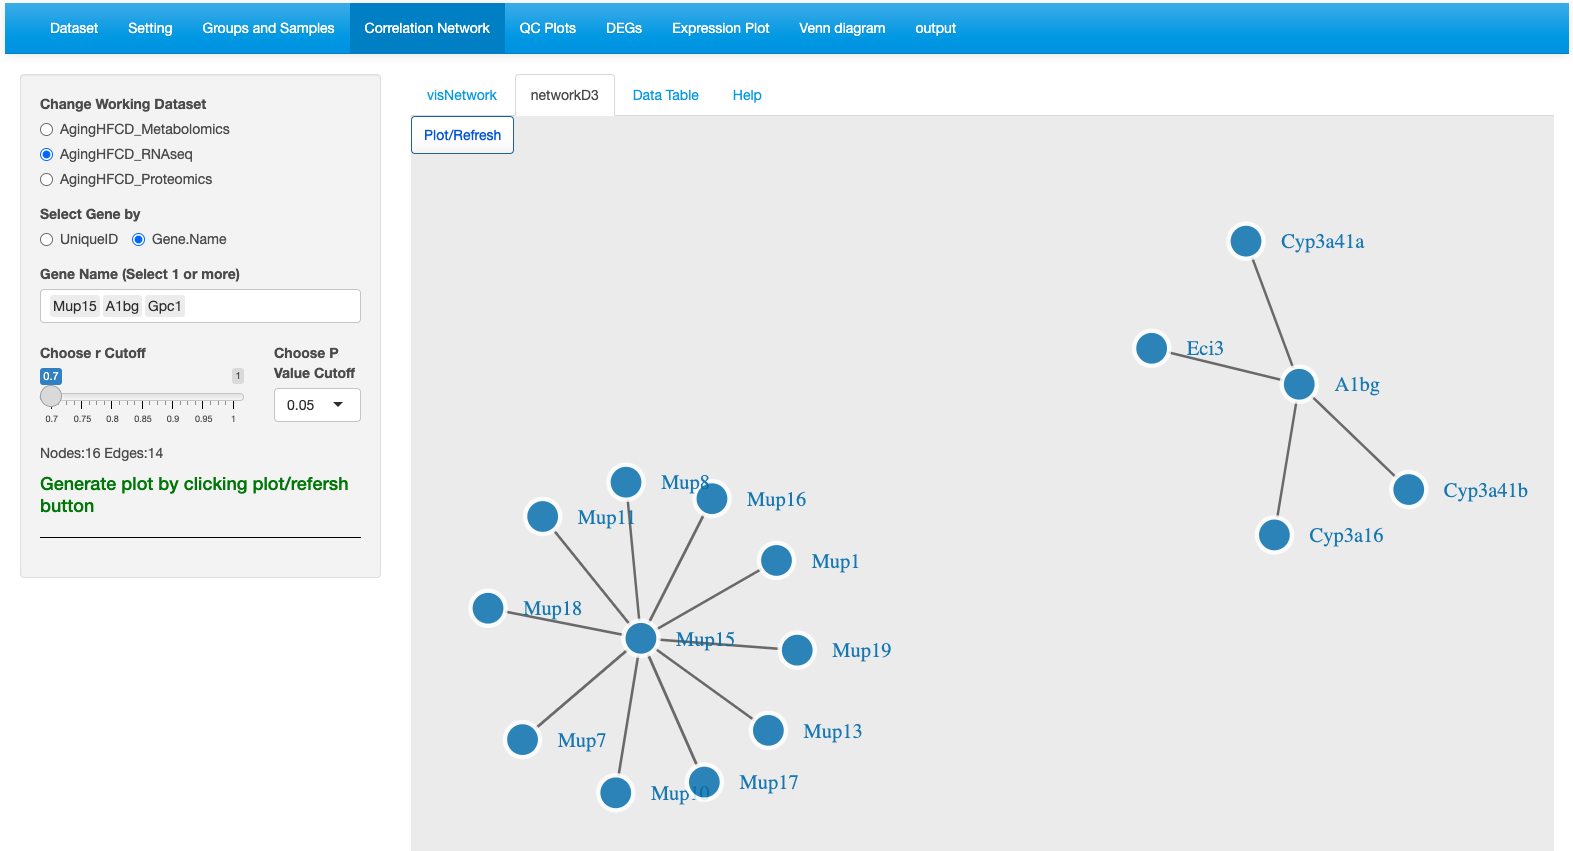 Dataset Setting Groups and Samples Correlation Network QC Plots DEGs Expression Plot Venn diagram output
Change Working Dataset
AgingHFCD_Metabolomics
AgingHFCD_RNAseq
AgingHFCD_Proteomics
Select Gene by
UniqueID Gene.Name
Gene Name (Select 1 or more)
Mup15 A1bg Gpc1
Choose r Cutoff
0.7 1
0.7 0.75 0.8 0.85 0.9 0.95 1
Choose P
Value Cutoff
0.05
Nodes:16 Edges:14
Generate plot by clicking plot/refersh
button
visNetwork networkD3 Data Table Help
Plot/Refresh
Cyp3a41a
Eci3
A1bg
Cyp3a41b
Cyp3a16
Mup8
Mup16
Mup11
Mup1
Mup18
Mup15
Mup19
Mup13
Mup7
Mup17
Mup10